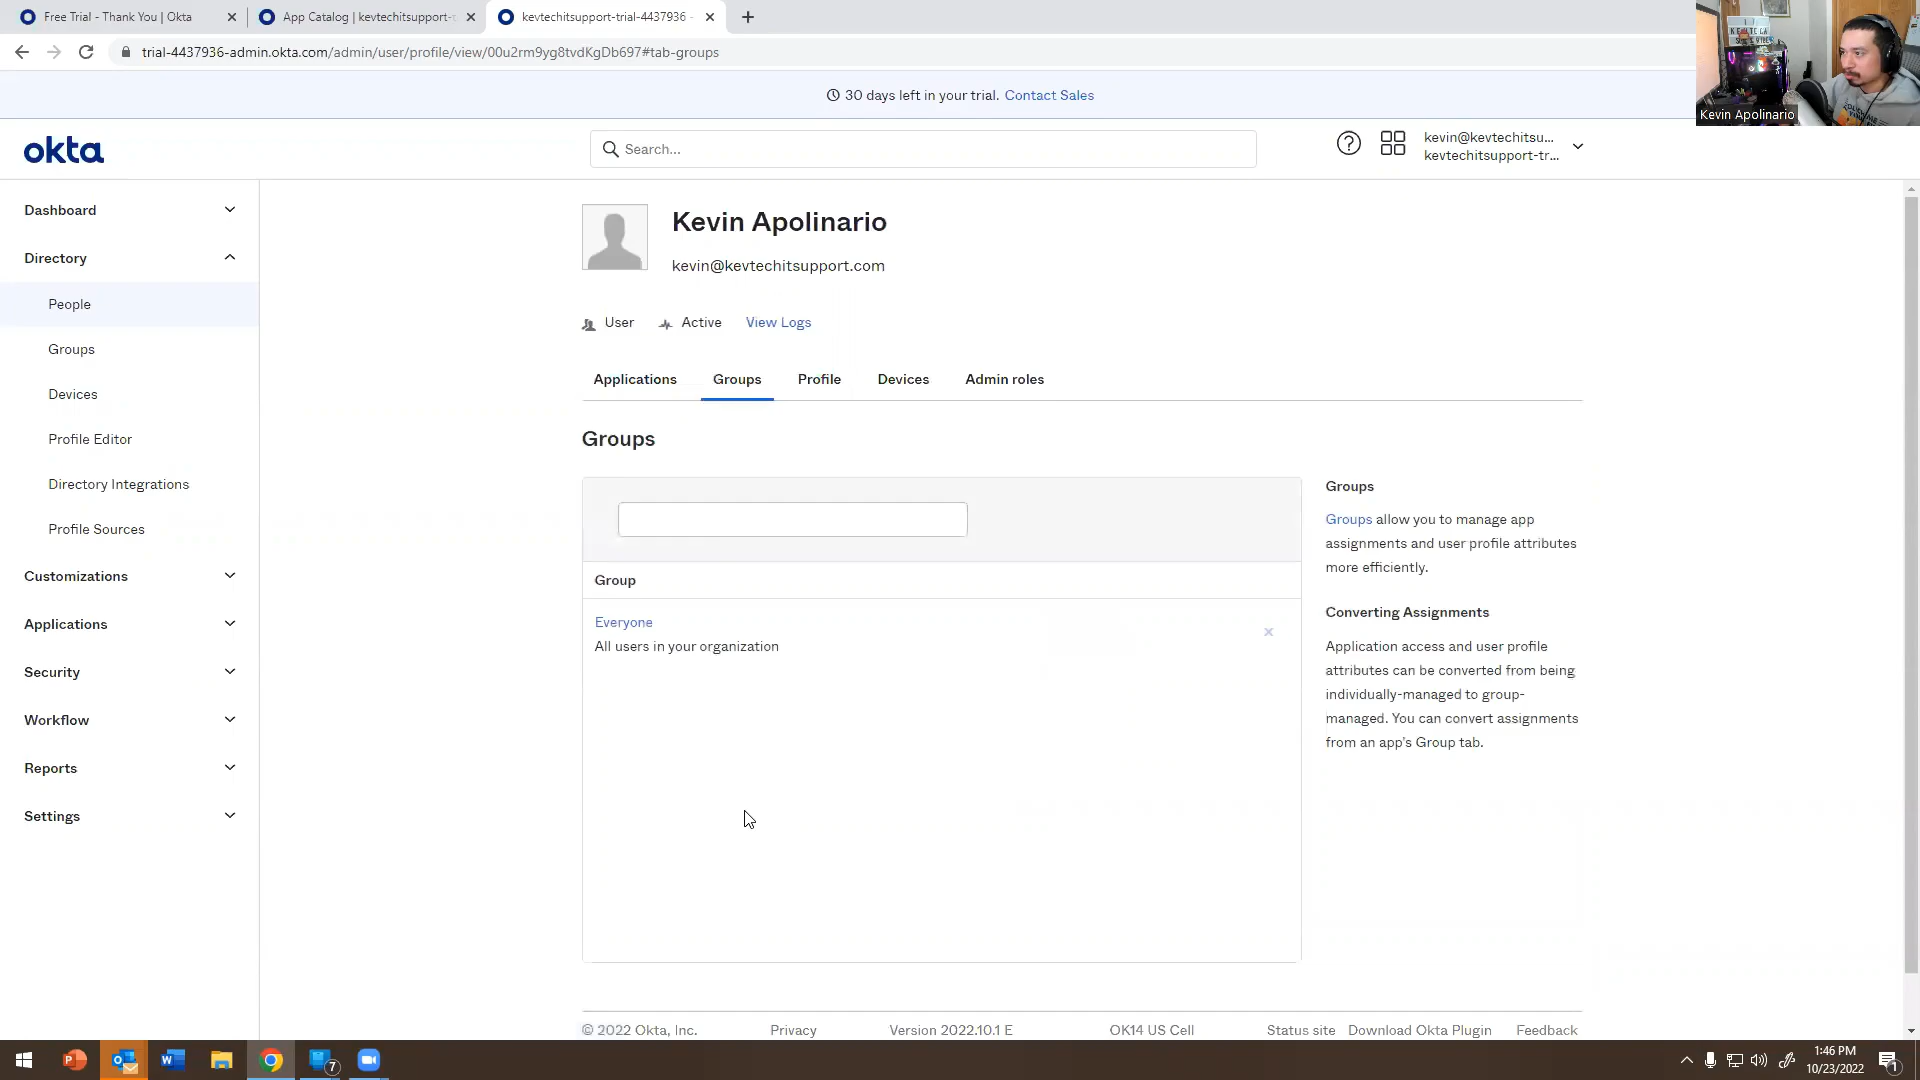 Free Trial - Thank You | Okta
App Catalog | kevtechitsupport-t
kevtechitsupport-trial-4437936 -
trial-4437936-admin.okta.com/admin/user/profile/view/00u2rm9yg8tvdKgDb697#tab-groups
30 days left in your trial. Contact Sales
Kevin Apolinario
okta
Search...
kevin@kevtechitsu...
kevtechitsupport-tr...
Dashboard
Directory
People
Groups
Devices
Profile Editor
Directory Integrations
Profile Sources
Customizations
Applications
Security
Workflow
Reports
Settings
Kevin Apolinario
kevin@kevtechitsupport.com
User Active View Logs
Applications Groups Profile Devices Admin roles
Groups
Group
Everyone
All users in your organization
Groups
Groups allow you to manage app
assignments and user profile attributes
more efficiently.
Converting Assignments
Application access and user profile
attributes can be converted from being
individually-managed to group-
managed. You can convert assignments
from an app's Group tab.
© 2022 Okta, Inc. Privacy Version 2022.10.1 E OK14 US Cell Status site Download Okta Plugin Feedback
7
1:46 PM
10/23/2022
1